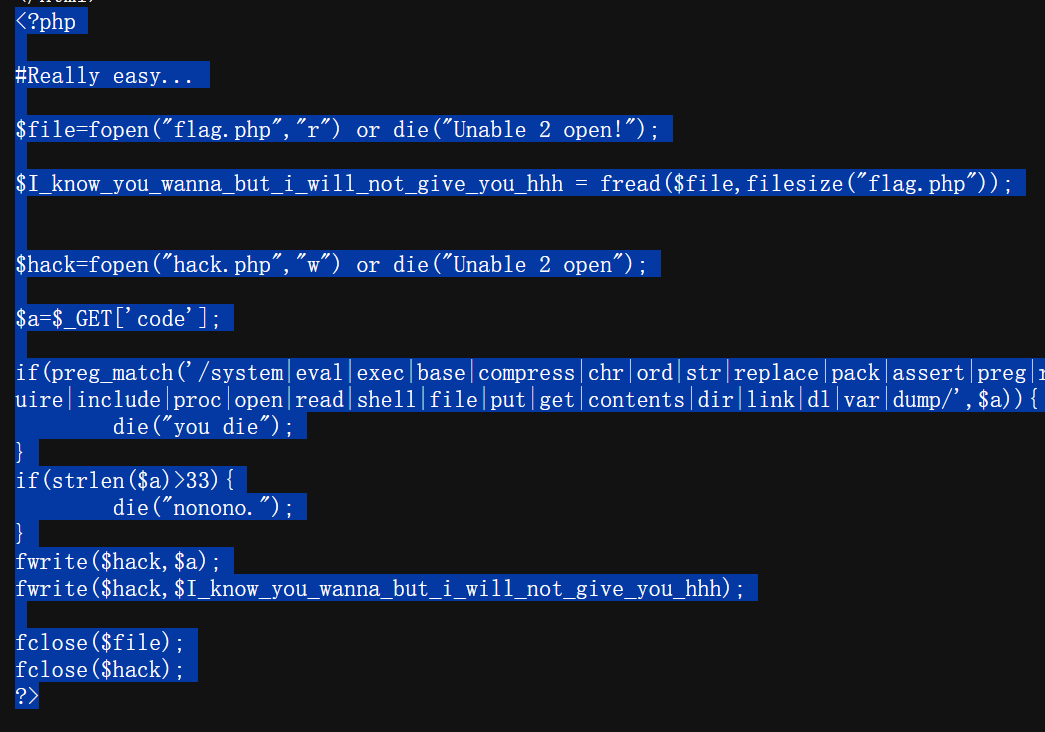 <?php
#Really easy...
$file=fopen("flag.php","r") or die("Unable 2 open!");
$I_know_you_wanna_but_i_will_not_give_you_hhh = fread($file,filesize("flag.php"));
$hack=fopen("hack.php","w") or die("Unable 2 open");
$a=$_GET['code'];
if(preg_match('/system|eval|exec|base|compress|chr|ord|str|replace|pack|assert|preg|r
uire|include|proc|open|read|shell|file|put|get|contents|dir|link|dl|var|dump/',$a)){
die("you die");
}
if(strlen($a)>33){
die("nonono.");
}
fwrite($hack,$a);
fwrite($hack,$I_know_you_wanna_but_i_will_not_give_you_hhh);
fclose($file);
fclose($hack);
?>